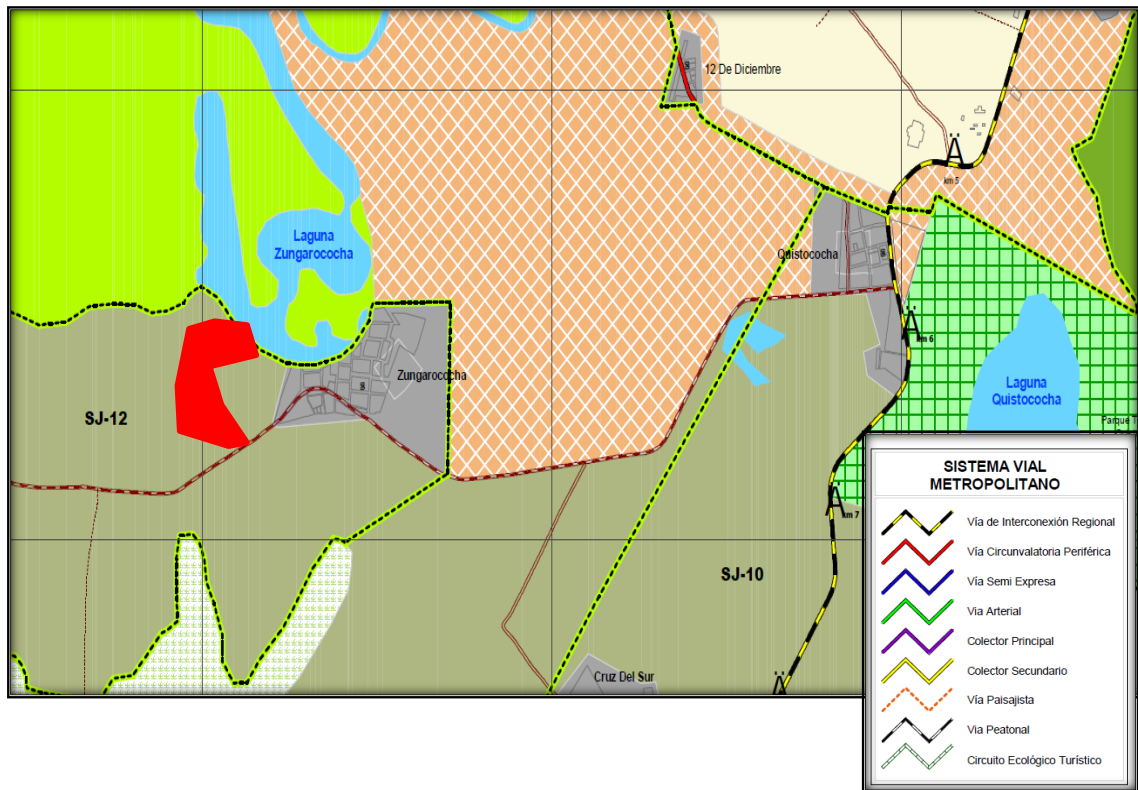 12 De Diciembre
km 5
Laguna
Zungarococha
Quistococha
km 6
Zungarococha
Laguna
Quistococha
SJ-12
Parque T
km 7
SJ-10
Cruz Del Sur
SISTEMA VIAL
METROPOLITANO
Vía de Interconexión Regional
Vía Circunvalatoria Periférica
Vía Semi Expresa
Via Arterial
Colector Principal
Colector Secundario
Vía Paisajista
Via Peatonal
Circuito Ecológico Turístico